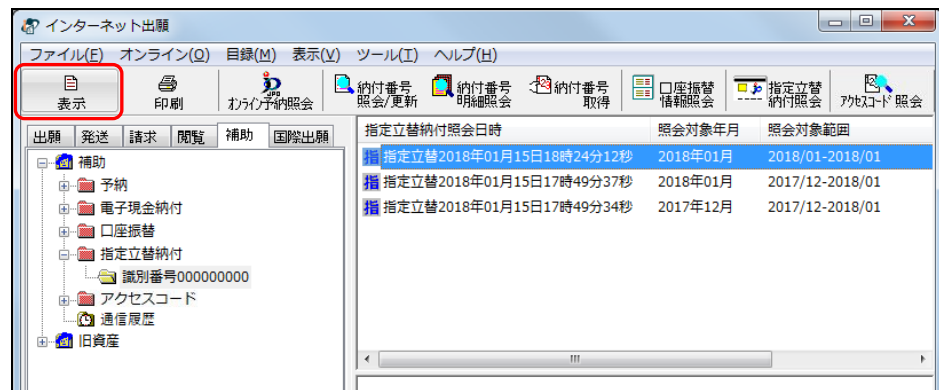 インターネット出願
ファイル(F) オンライン(O) 目録(M) 表示(V) ツール(T) ヘルプ(H)
表示
印刷
オンライン予納照会
納付番号
照会/更新
納付番号
明細照会
納付番号
取得
口座振替
情報照会
指定立替
納付照会
アクセスコード照会
出願 発送 請求 閲覧 補助 国際出願
補助
予納
電子現金納付
口座振替
指定立替納付
識別番号000000000
アクセスコード
通信履歴
旧資産
指定立替納付照会日時 照会対象年月 照会対象範囲
指 指定立替2018年01月15日18時24分12秒 2018年01月 2018/01-2018/01
指 指定立替2018年01月15日17時49分37秒 2018年01月 2017/12-2018/01
指 指定立替2018年01月15日17時49分34秒 2017年12月 2017/12-2018/01